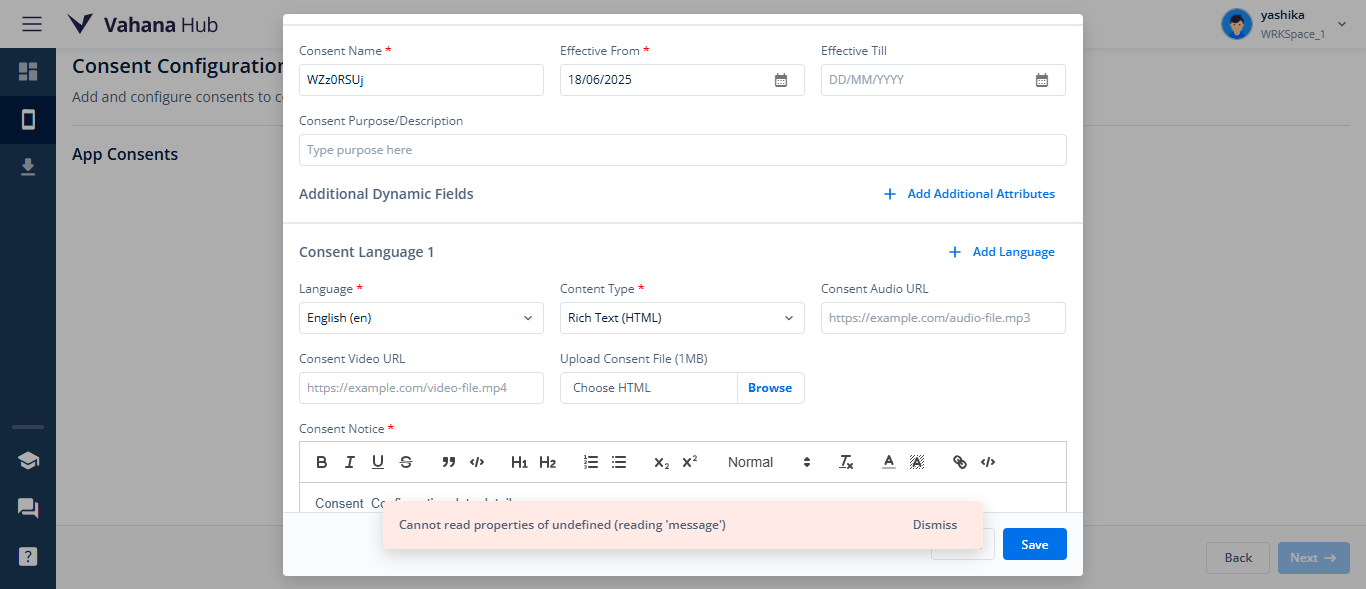 Vahana Hub
yashika
WRKSpace_1
Consent Configuration
Add and configure consents to c
App Consents
Consent Name *
Effective From *
Effective Till
WZz0RSUj
18/06/2025
DD/MM/YYYY
Consent Purpose/Description
Type purpose here
Additional Dynamic Fields
+ Add Additional Attributes
Consent Language 1
+ Add Language
Language *
Content Type *
Consent Audio URL
English (en)
Rich Text (HTML)
https://example.com/audio-file.mp3
Consent Video URL
Upload Consent File (1MB)
https://example.com/video-file.mp4
Choose HTML
Browse
Consent Notice *
B I U S H1 H2 X2 X2 Normal Tx A A
Consent
Cannot read properties of undefined (reading 'message')
Dismiss
Save
Back
Next →